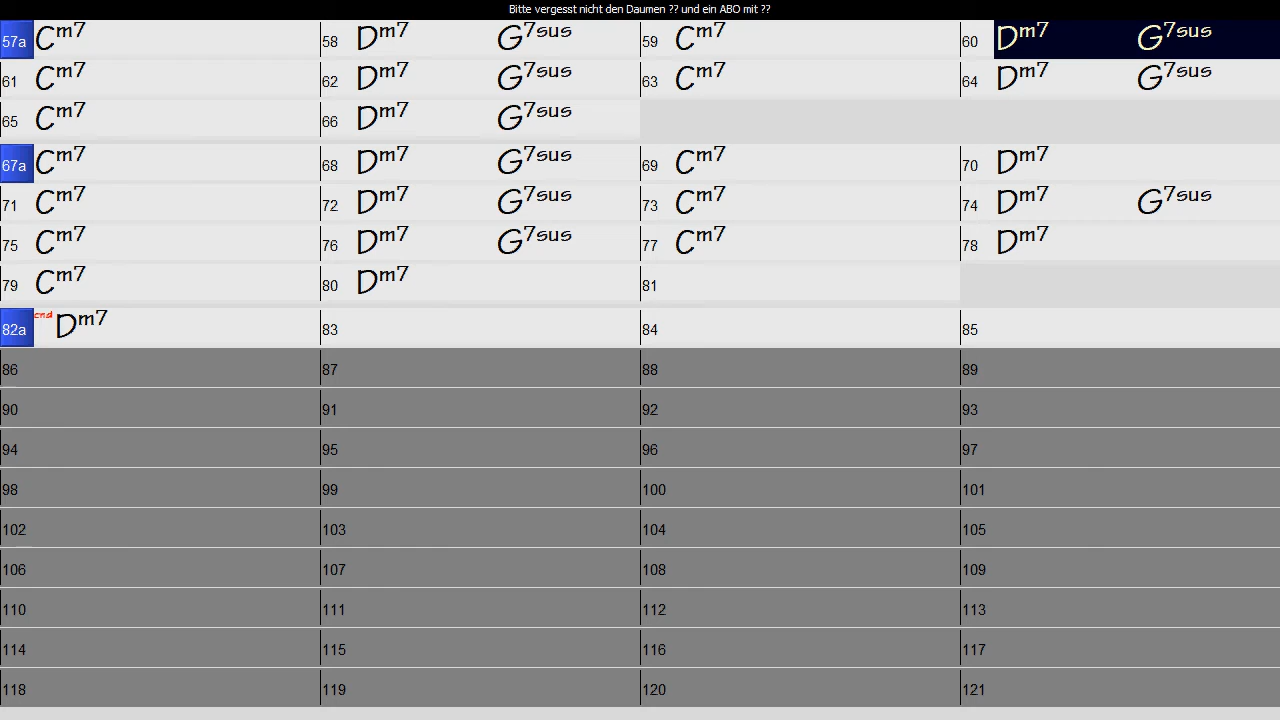 Bitte vergesst nicht den Daumen ?? und ein ABO mit ??
57a Cm7 58 Dm7 G7sus 59 Cm7 60 Dm7 G7sus
61 Cm7 62 Dm7 G7sus 63 Cm7 64 Dm7 G7sus
65 Cm7 66 Dm7 G7sus
67a Cm7 68 Dm7 G7sus 69 Cm7 70 Dm7
71 Cm7 72 Dm7 G7sus 73 Cm7 74 Dm7 G7sus
75 Cm7 76 Dm7 G7sus 77 Cm7 78 Dm7
79 Cm7 80 Dm7 81
82a end Dm7 83 84 85
86 87 88 89
90 91 92 93
94 95 96 97
98 99 100 101
102 103 104 105
106 107 108 109
110 111 112 113
114 115 116 117
118 119 120 121